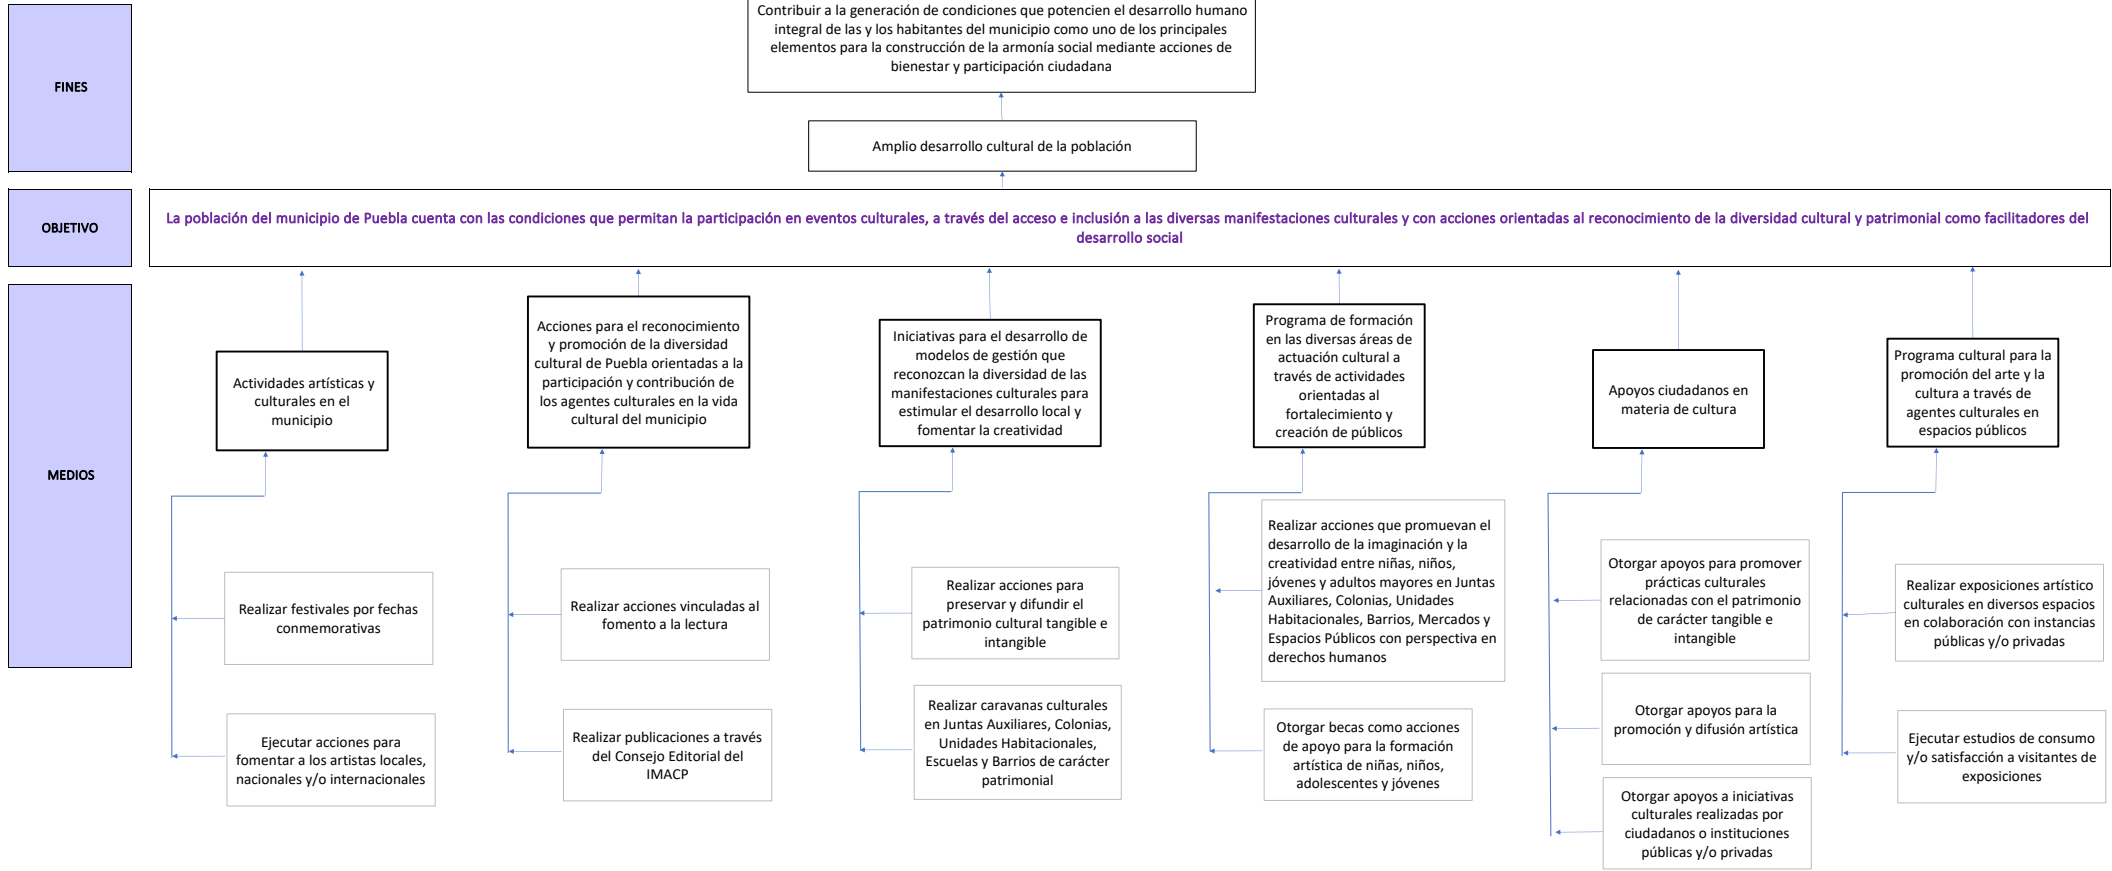 Contribuir a la generación de condiciones que potencien el desarrollo humano
integral de las y los habitantes del municipio como uno de los principales
elementos para la construcción de la armonía social mediante acciones de
bienestar y participación ciudadana
FINES
Amplio desarrollo cultural de la población
OBJETIVO
La población del municipio de Puebla cuenta con las condiciones que permitan la participación en eventos culturales, a través del acceso e inclusión a las diversas manifestaciones culturales y con acciones orientadas al reconocimiento de la diversidad cultural y patrimonial como facilitadores del
desarrollo social
MEDIOS
Actividades artísticas y
culturales en el
municipio
Realizar festivales por fechas
conmemorativas
Ejecutar acciones para
fomentar a los artistas locales,
nacionales y/o internacionales
Acciones para el reconocimiento
y promoción de la diversidad
cultural de Puebla orientadas a la
participación y contribución de
los agentes culturales en la vida
cultural del municipio
Realizar acciones vinculadas al
fomento a la lectura
Realizar publicaciones a través
del Consejo Editorial del
IMACP
Iniciativas para el desarrollo de
modelos de gestión que
reconozcan la diversidad de las
manifestaciones culturales para
estimular el desarrollo local y
fomentar la creatividad
Realizar acciones para
preservar y difundir el
patrimonio cultural tangible e
intangible
Realizar caravanas culturales
en Juntas Auxiliares, Colonias,
Unidades Habitacionales,
Escuelas y Barrios de carácter
patrimonial
Programa de formación
en las diversas áreas de
actuación cultural a
través de actividades
orientadas al
fortalecimiento y
creación de públicos
Realizar acciones que promuevan el
desarrollo de la imaginación y la
creatividad entre niñas, niños,
jóvenes y adultos mayores en Juntas
Auxiliares, Colonias, Unidades
Habitacionales, Barrios, Mercados y
Espacios Públicos con perspectiva en
derechos humanos
Otorgar becas como acciones
de apoyo para la formación
artística de niñas, niños,
adolescentes y jóvenes
Apoyos ciudadanos en
materia de cultura
Otorgar apoyos para promover
prácticas culturales
relacionadas con el patrimonio
de carácter tangible e
intangible
Otorgar apoyos para la
promoción y difusión artística
Otorgar apoyos a iniciativas
culturales realizadas por
ciudadanos o instituciones
públicas y/o privadas
Programa cultural para la
promoción del arte y la
cultura a través de
agentes culturales en
espacios públicos
Realizar exposiciones artístico
culturales en diversos espacios
en colaboración con instancias
públicas y/o privadas
Ejecutar estudios de consumo
y/o satisfacción a visitantes de
exposiciones